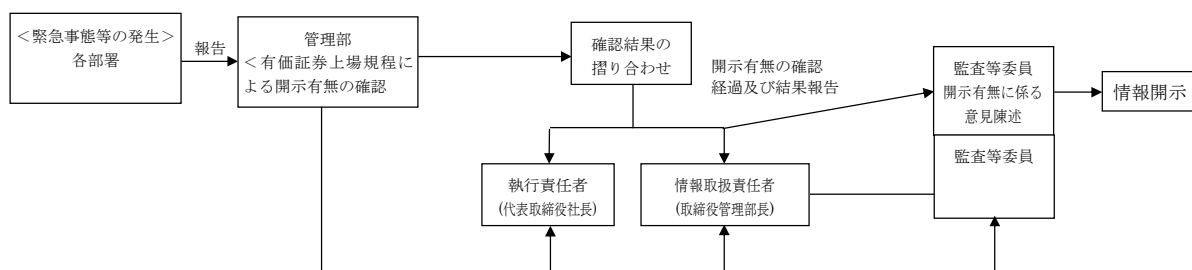 ＜緊急事態等の発生＞
各部署
報告
管理部
＜有価証券上場規程に
よる開示有無の確認
確認結果の
摺り合わせ
開示有無の確認
経過及び結果報告
監査等委員
開示有無に係る
意見陳述
情報開示
執行責任者
(代表取締役社長)
情報取扱責任者
(取締役管理部長)
監査等委員